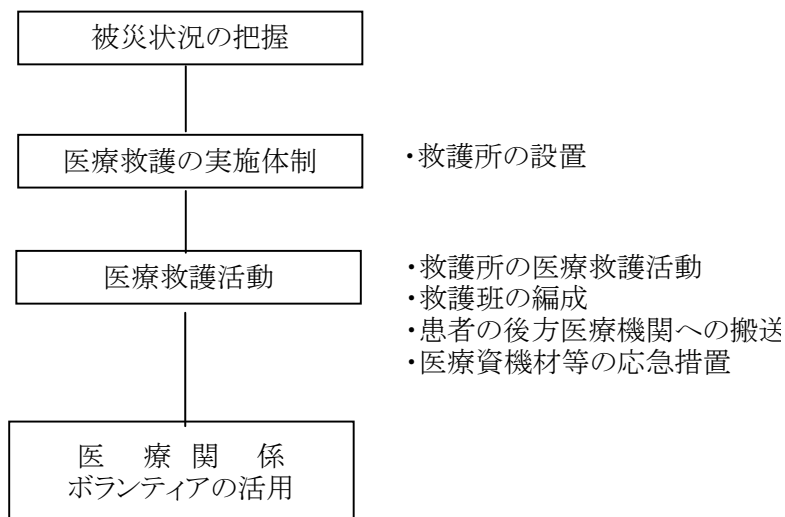 被災状況の把握
医療救護の実施体制
・救護所の設置
医療救護活動
・救護所の医療救護活動
・救護班の編成
・患者の後方医療機関への搬送
・医療資機材等の応急措置
医　療 関　係
ボランティアの活用